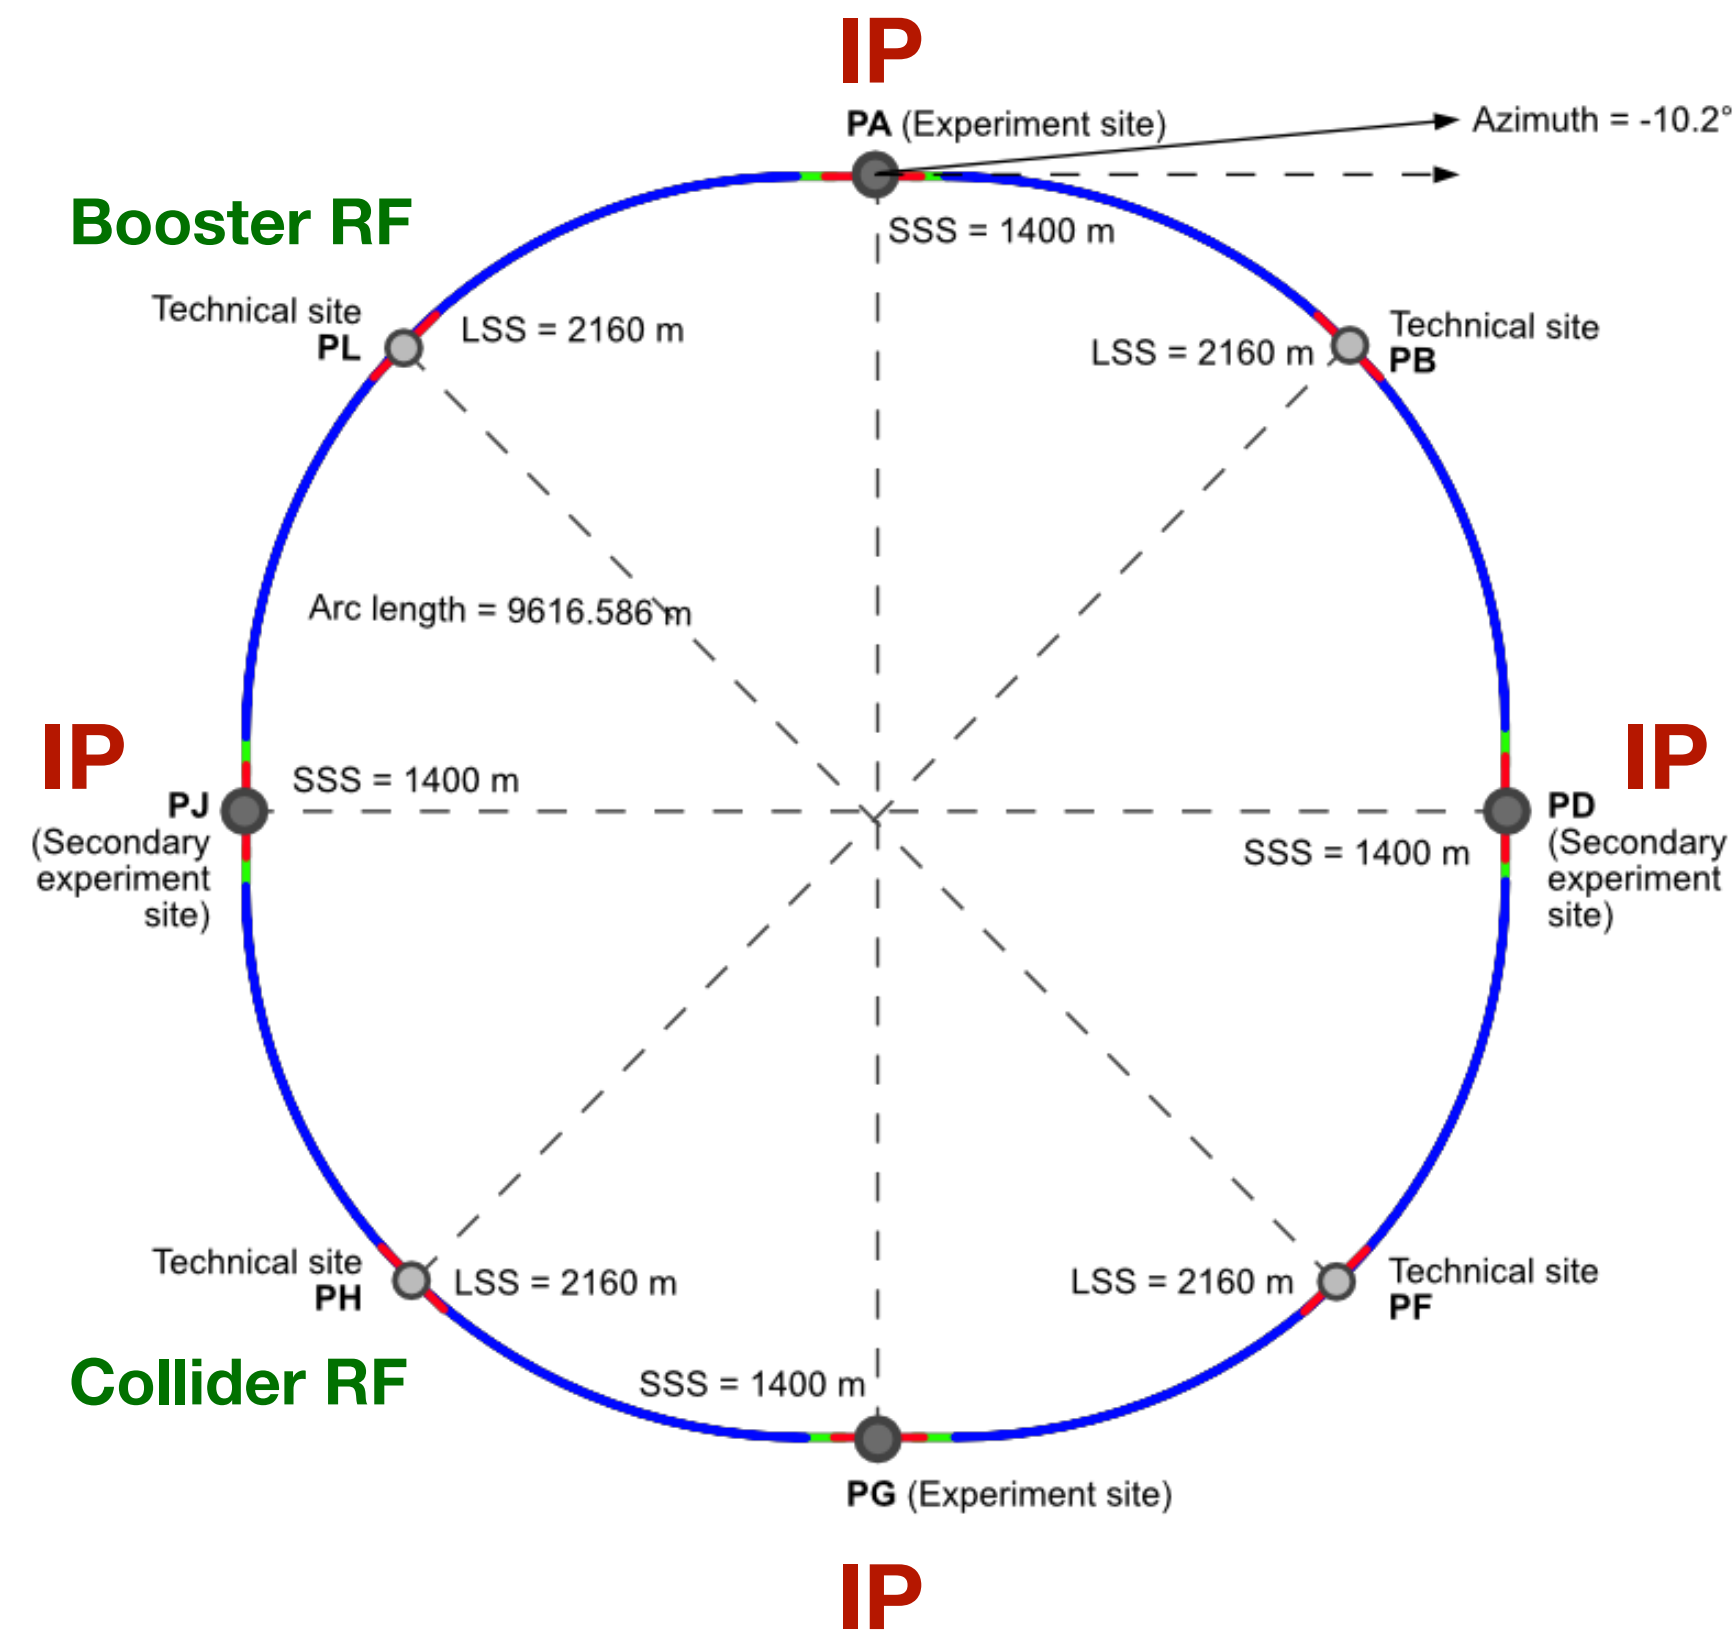 IP
PA (Experiment site)
Azimuth = -10.2°
Booster RF
SSS = 1400 m
Technical site
PL
LSS = 2160 m
LSS = 2160 m
Technical site
PB
Arc length = 9616.586 m
IP
SSS = 1400 m
PJ
(Secondary
experiment
site)
IP
SSS = 1400 m
PD
(Secondary
experiment
site)
Technical site
PH
LSS = 2160 m
LSS = 2160 m
Technical site
PF
Collider RF
SSS = 1400 m
PG (Experiment site)
IP